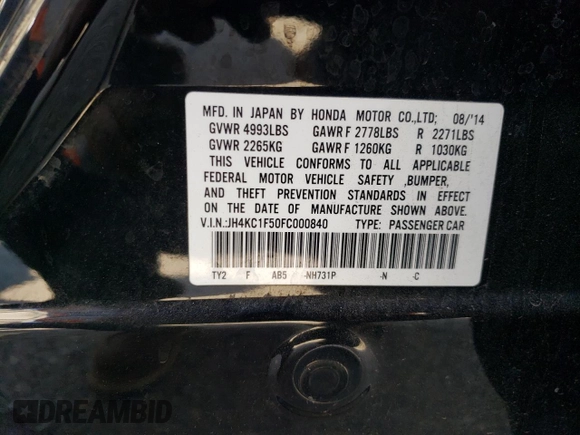 MFD. IN JAPAN BY HONDA MOTOR CO.,LTD; 08/'14
GVWR 4993LBS GAWR F 2778LBS R 2271LBS
GVWR 2265KG GAWR F 1260KG R 1030KG
THIS VEHICLE CONFORMS TO ALL APPLICABLE
FEDERAL MOTOR VEHICLE SAFETY ,BUMPER,
AND THEFT PREVENTION STANDARDS IN EFFECT
ON THE DATE OF MANUFACTURE SHOWN ABOVE.
V.I.N.:JH4KC1F50FC000840 TYPE: PASSENGER CAR
TY2 F AB5 -NH731P -N -C
DREAMBID